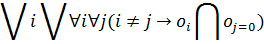 ⋁i⋁∀i∀j(i ≠ j → oᵢ ⋂ oⱼ₌₀)